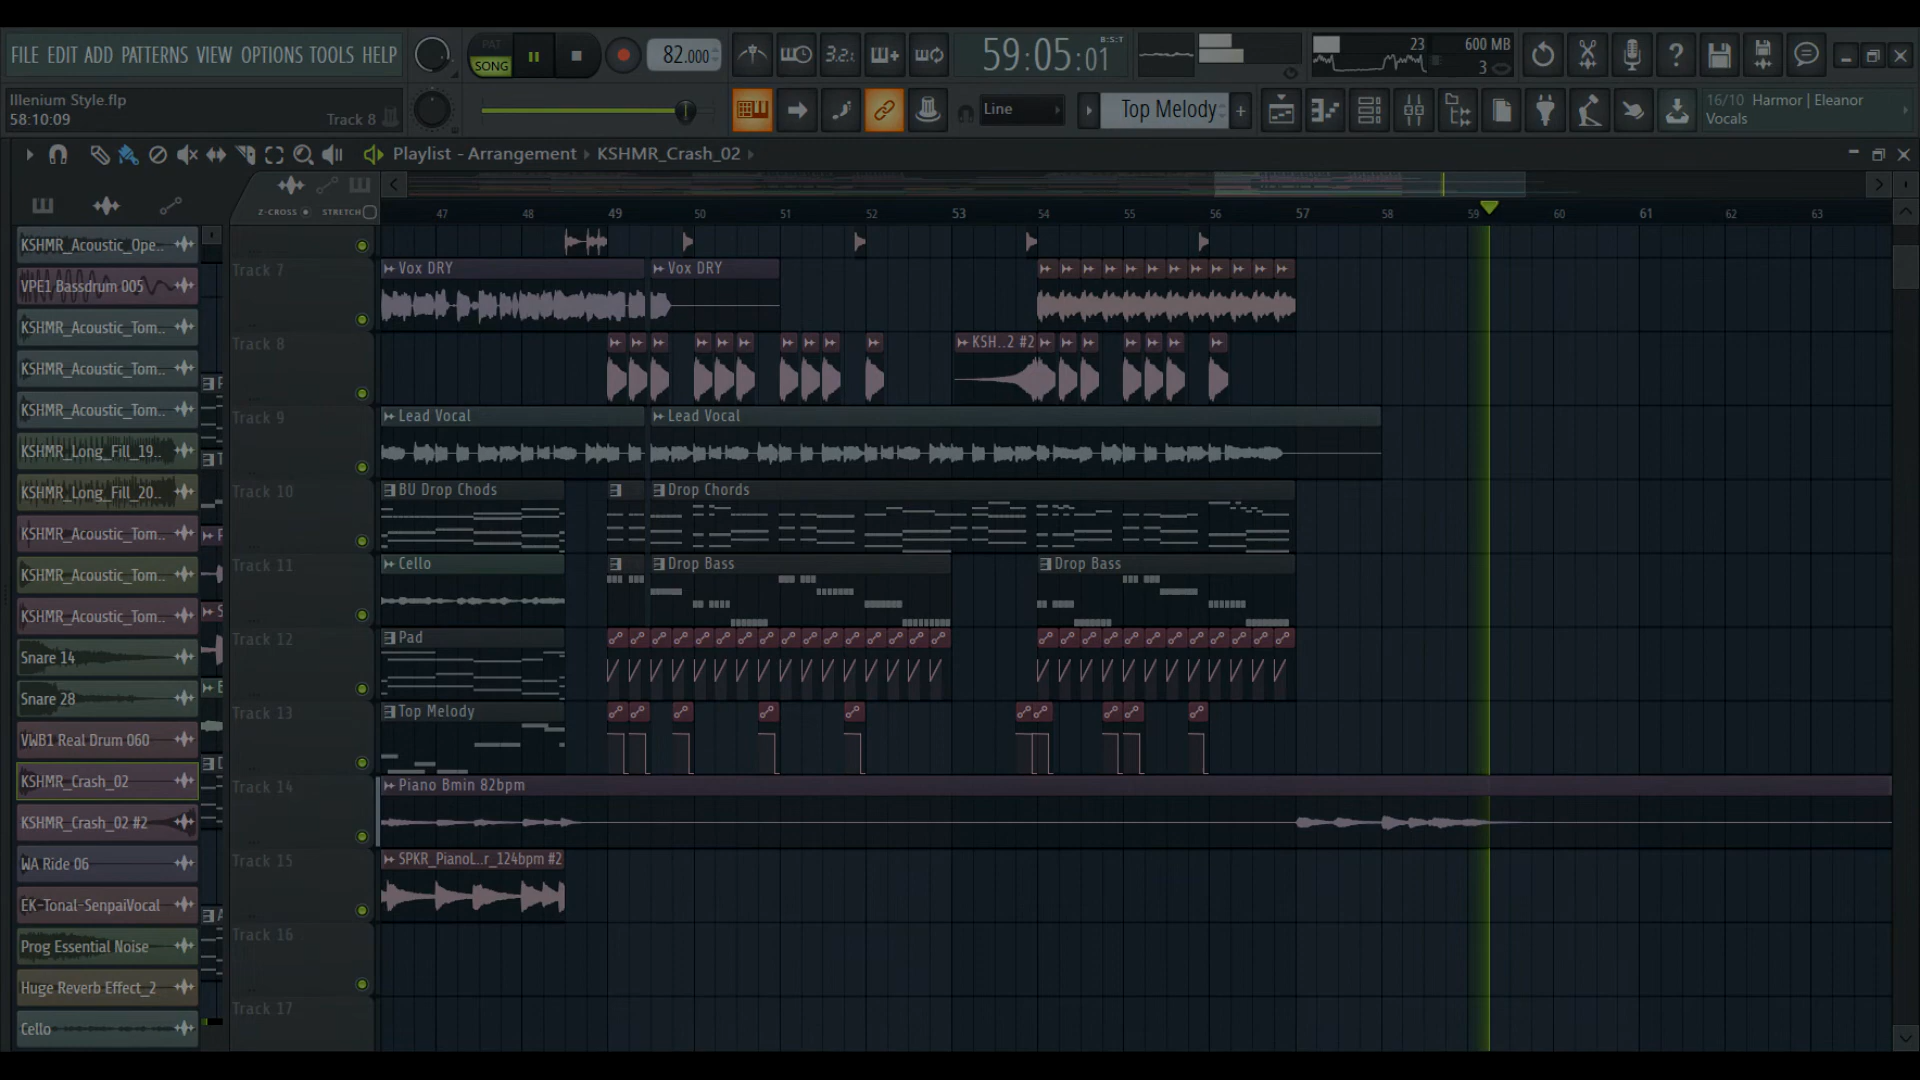 FILE EDIT ADD PATTERNS VIEW OPTIONS TOOLS HELP
PAT
SONG
82.000
3.2.
59:05:01
B:S:T
23
600 MB
3
Illenium Style.flp
58:10:09
Track 8
Line
Top Melody
16/10 Harmor | Eleanor
Vocals
Playlist - Arrangement
KSHMR_Crash_02
Z-CROSS
STRETCH
47 48 49 50 51 52 53 54 55 56 57 58 59 60 61 62 63
KSHMR_Acoustic_Ope..
VPE1 Bassdrum 005
KSHMR_Acoustic_Tom..
KSHMR_Acoustic_Tom..
KSHMR_Acoustic_Tom..
KSHMR_Long_Fill_19..
KSHMR_Long_Fill_20..
KSHMR_Acoustic_Tom..
KSHMR_Acoustic_Tom..
KSHMR_Acoustic_Tom..
Snare 14
Snare 28
VWB1 Real Drum 060
KSHMR_Crash_02
KSHMR_Crash_02 #2
WA Ride 06
EK-Tonal-SenpaiVocal
Prog Essential Noise
Huge Reverb Effect_2
Cello
Track 7
Vox DRY
Vox DRY
Track 8
KSH..2 #2
Track 9
Lead Vocal
Lead Vocal
Track 10
BU Drop Chods
Drop Chords
Track 11
Cello
Drop Bass
Drop Bass
Track 12
Pad
Track 13
Top Melody
Track 14
Piano Bmin 82bpm
Track 15
SPKR_PianoL..r_124bpm #2
Track 16
Track 17